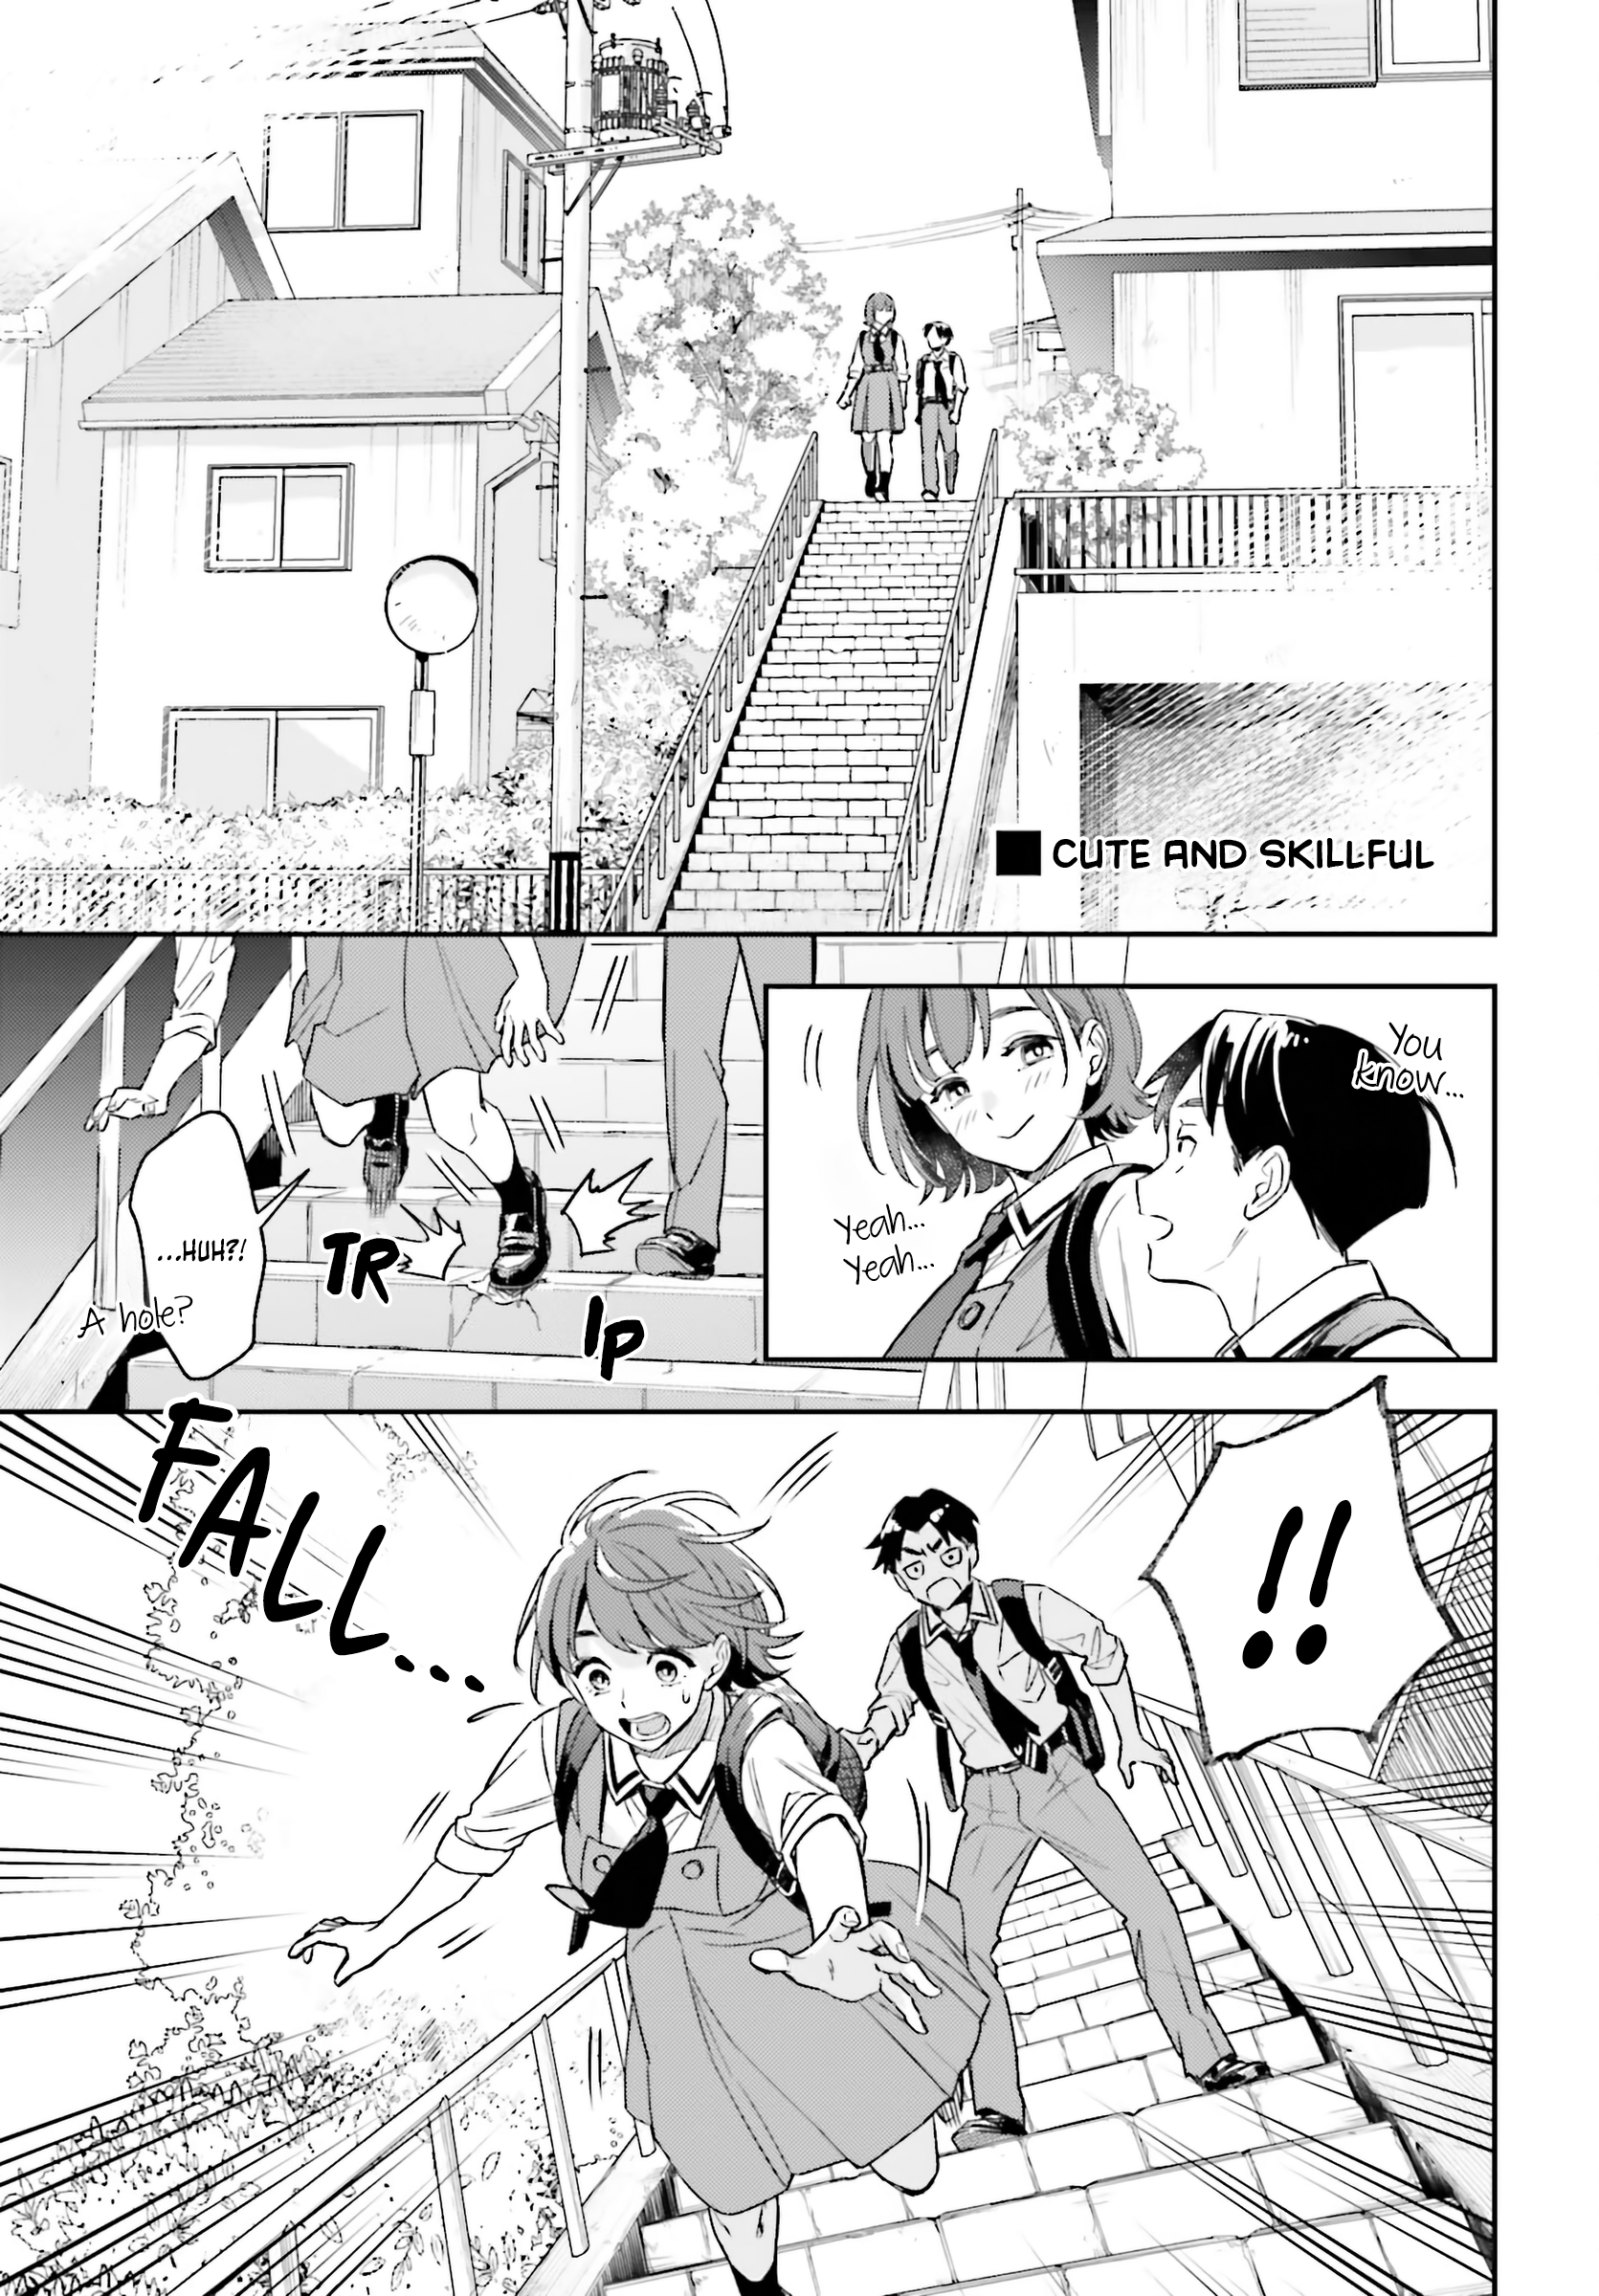 CUTE AND SKILLFUL
You
know...
Yeah...
Yeah...
TR
IP
...HUH?!
A hole?
FALL...
!!